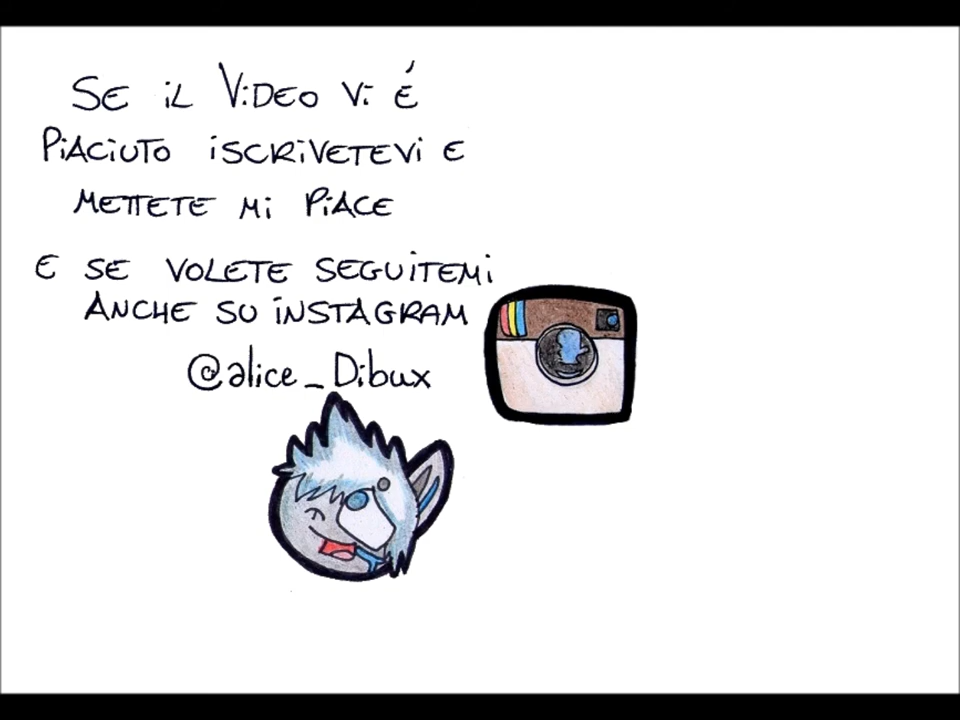 SE iL ViDEO Vi É
PiACiUTO iSCRiVETEVi E
METTETE Mi PiACE
E SE VOLETE SEGUiTEMi
ANCHE SU iNSTAGRAM
@alice_Dibux